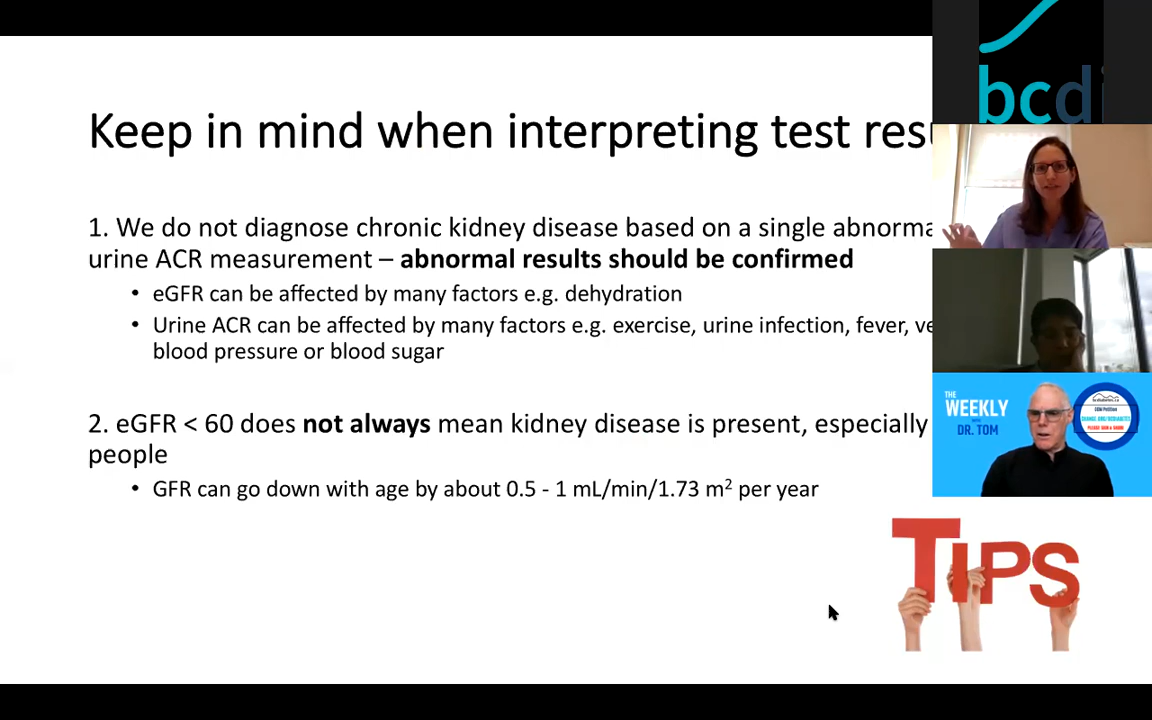 Keep in mind when interpreting test resu
1. We do not diagnose chronic kidney disease based on a single abnorma
urine ACR measurement – abnormal results should be confirmed
• eGFR can be affected by many factors e.g. dehydration
• Urine ACR can be affected by many factors e.g. exercise, urine infection, fever, ve
blood pressure or blood sugar
2. eGFR < 60 does not always mean kidney disease is present, especially
people
• GFR can go down with age by about 0.5 - 1 mL/min/1.73 m² per year
bcdi
THE
WEEKLY
DR. TOM
TIPS